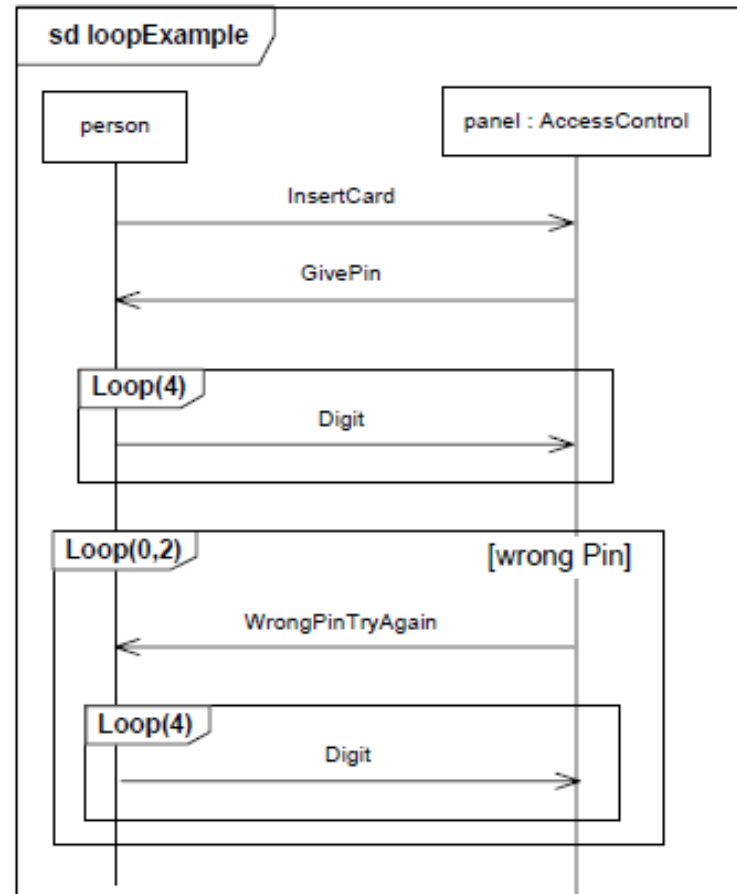 sd loopExample
person
panel : AccessControl
InsertCard
GivePin
Loop(4)
Digit
Loop(0,2)
[wrong Pin]
WrongPinTryAgain
Loop(4)
Digit